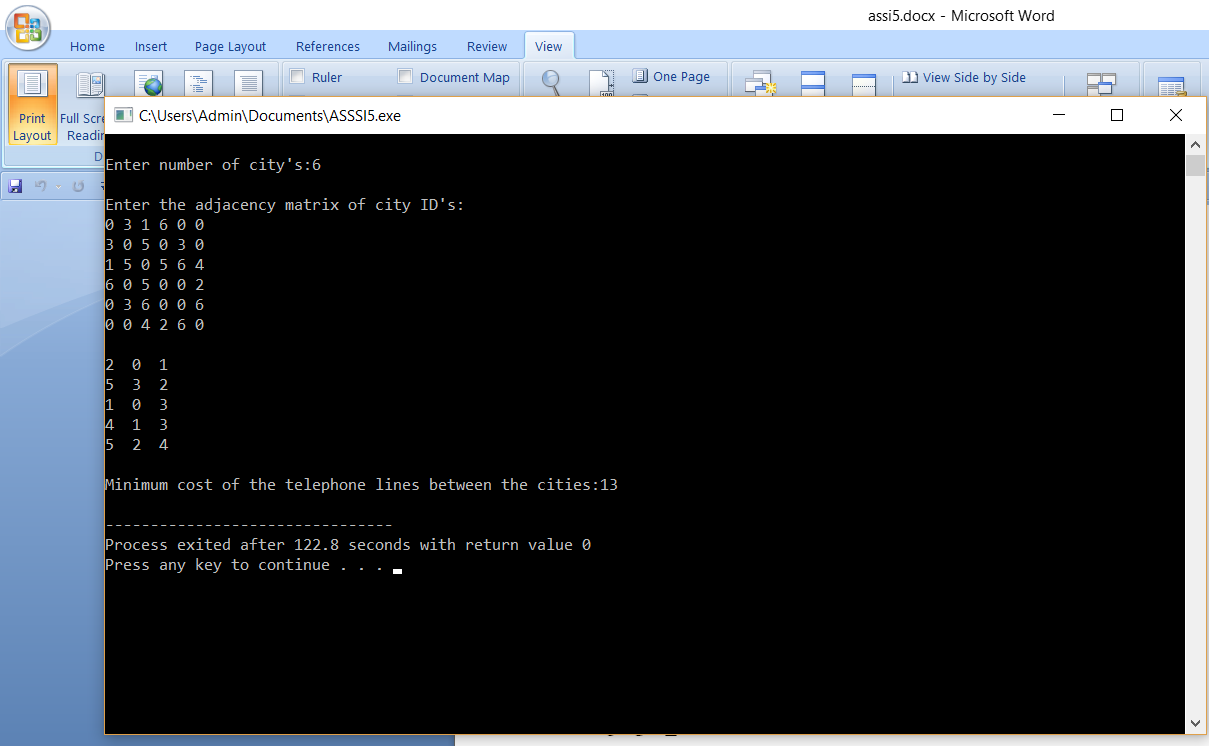 assi5.docx - Microsoft Word
Home Insert Page Layout References Mailings Review View
Ruler Document Map One Page View Side by Side
Print Layout Full Scre Readin
D
C:\Users\Admin\Documents\ASSSI5.exe
Enter number of city's:6
Enter the adjacency matrix of city ID's:
0 3 1 6 0 0
3 0 5 0 3 0
1 5 0 5 6 4
6 0 5 0 0 2
0 3 6 0 0 6
0 0 4 2 6 0
2 0 1
5 3 2
1 0 3
4 1 3
5 2 4
Minimum cost of the telephone lines between the cities:13
--------------------------------
Process exited after 122.8 seconds with return value 0
Press any key to continue . . .